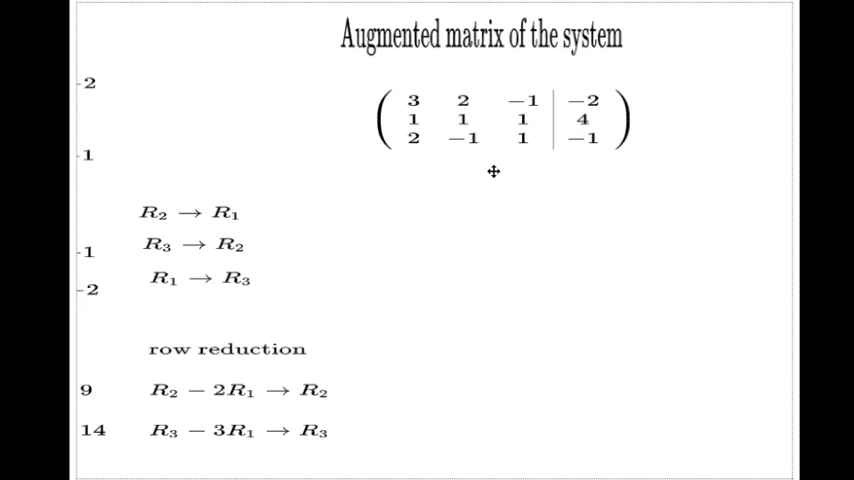 Augmented matrix of the system
-2
3 2 −1 −2
1 1 1 4
2 −1 1 −1
-1
R₂ → R₁
R₃ → R₂
-1
R₁ → R₃
-2
row reduction
9 R₂ − 2R₁ → R₂
14 R₃ − 3R₁ → R₃